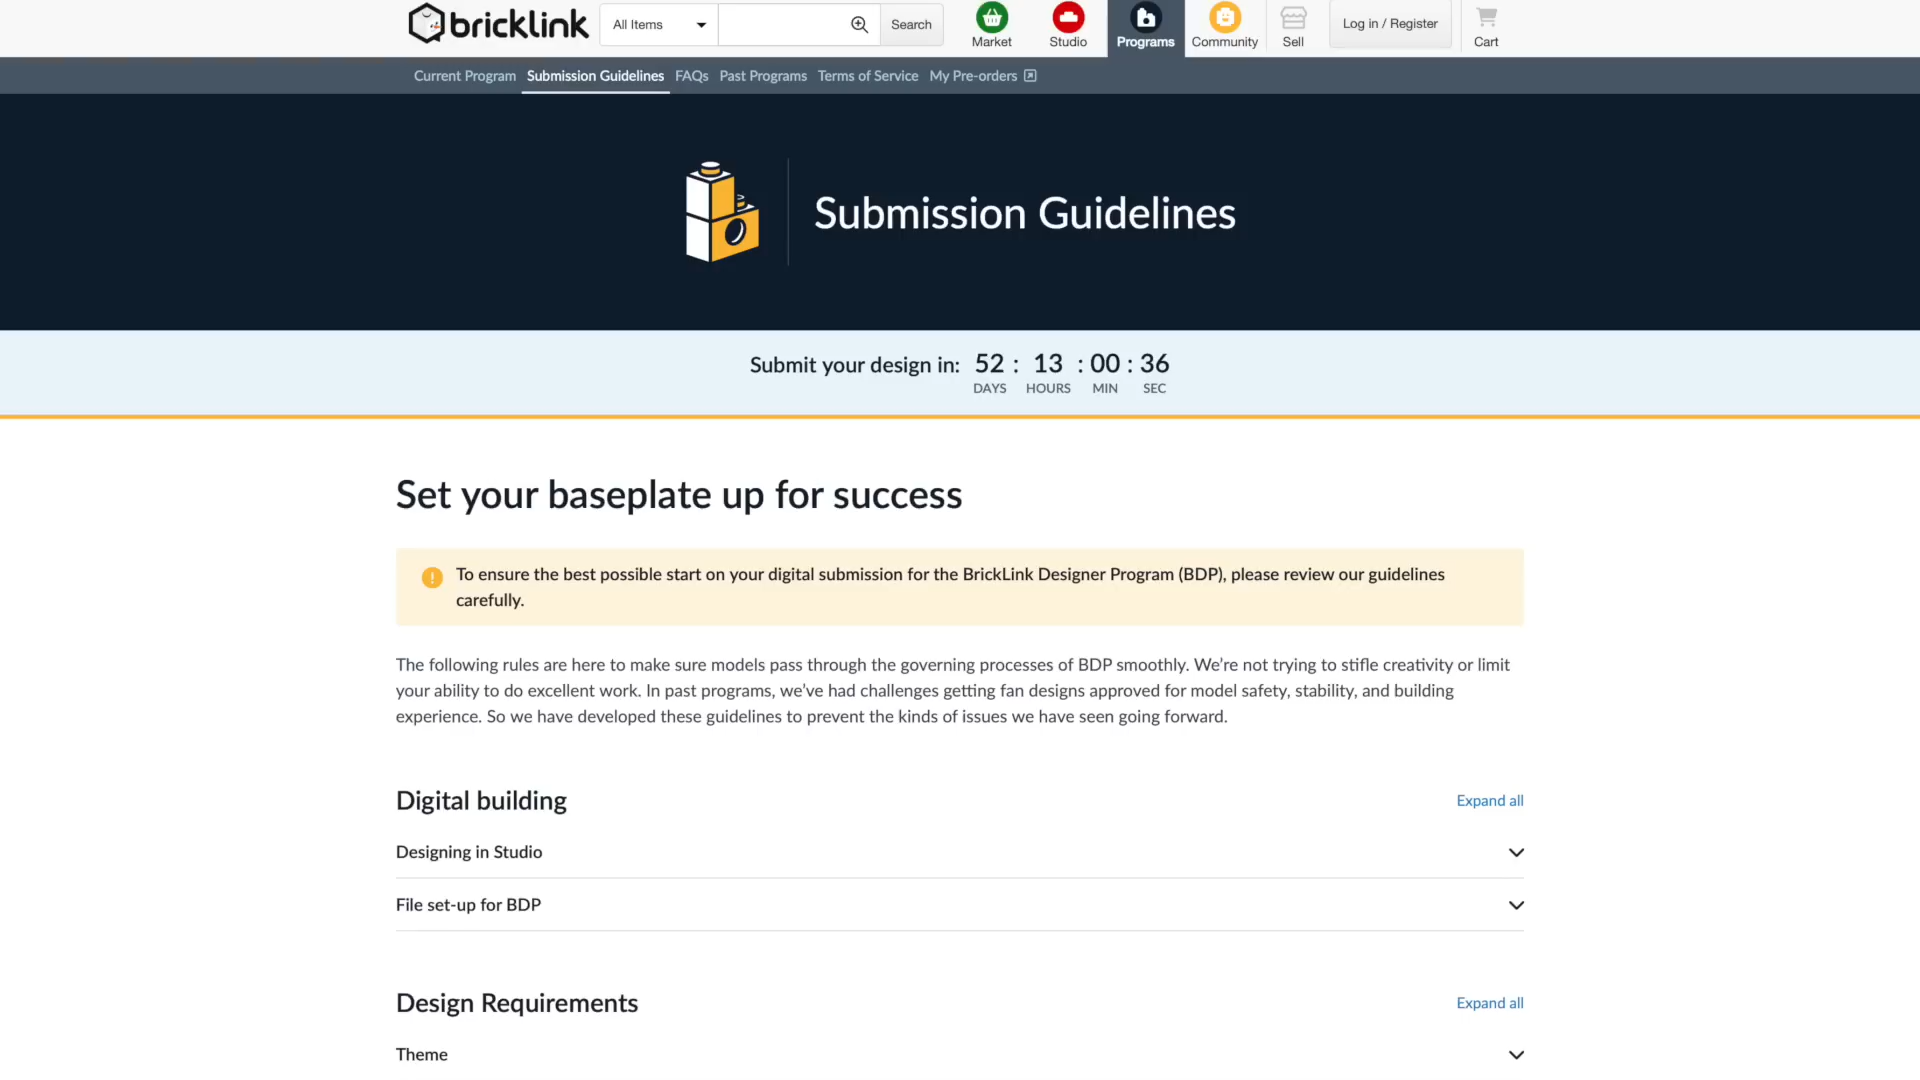 bricklink
All Items
Search
Market
Studio
Programs
Community
Sell
Log in / Register
Cart
Current Program
Submission Guidelines
FAQs
Past Programs
Terms of Service
My Pre-orders
Submission Guidelines
Submit your design in: 52 : 13 : 00 : 36
DAYS HOURS MIN SEC
Set your baseplate up for success
To ensure the best possible start on your digital submission for the BrickLink Designer Program (BDP), please review our guidelines
carefully.
The following rules are here to make sure models pass through the governing processes of BDP smoothly. We’re not trying to stifle creativity or limit
your ability to do excellent work. In past programs, we’ve had challenges getting fan designs approved for model safety, stability, and building
experience. So we have developed these guidelines to prevent the kinds of issues we have seen going forward.
Digital building
Expand all
Designing in Studio
File set-up for BDP
Design Requirements
Expand all
Theme